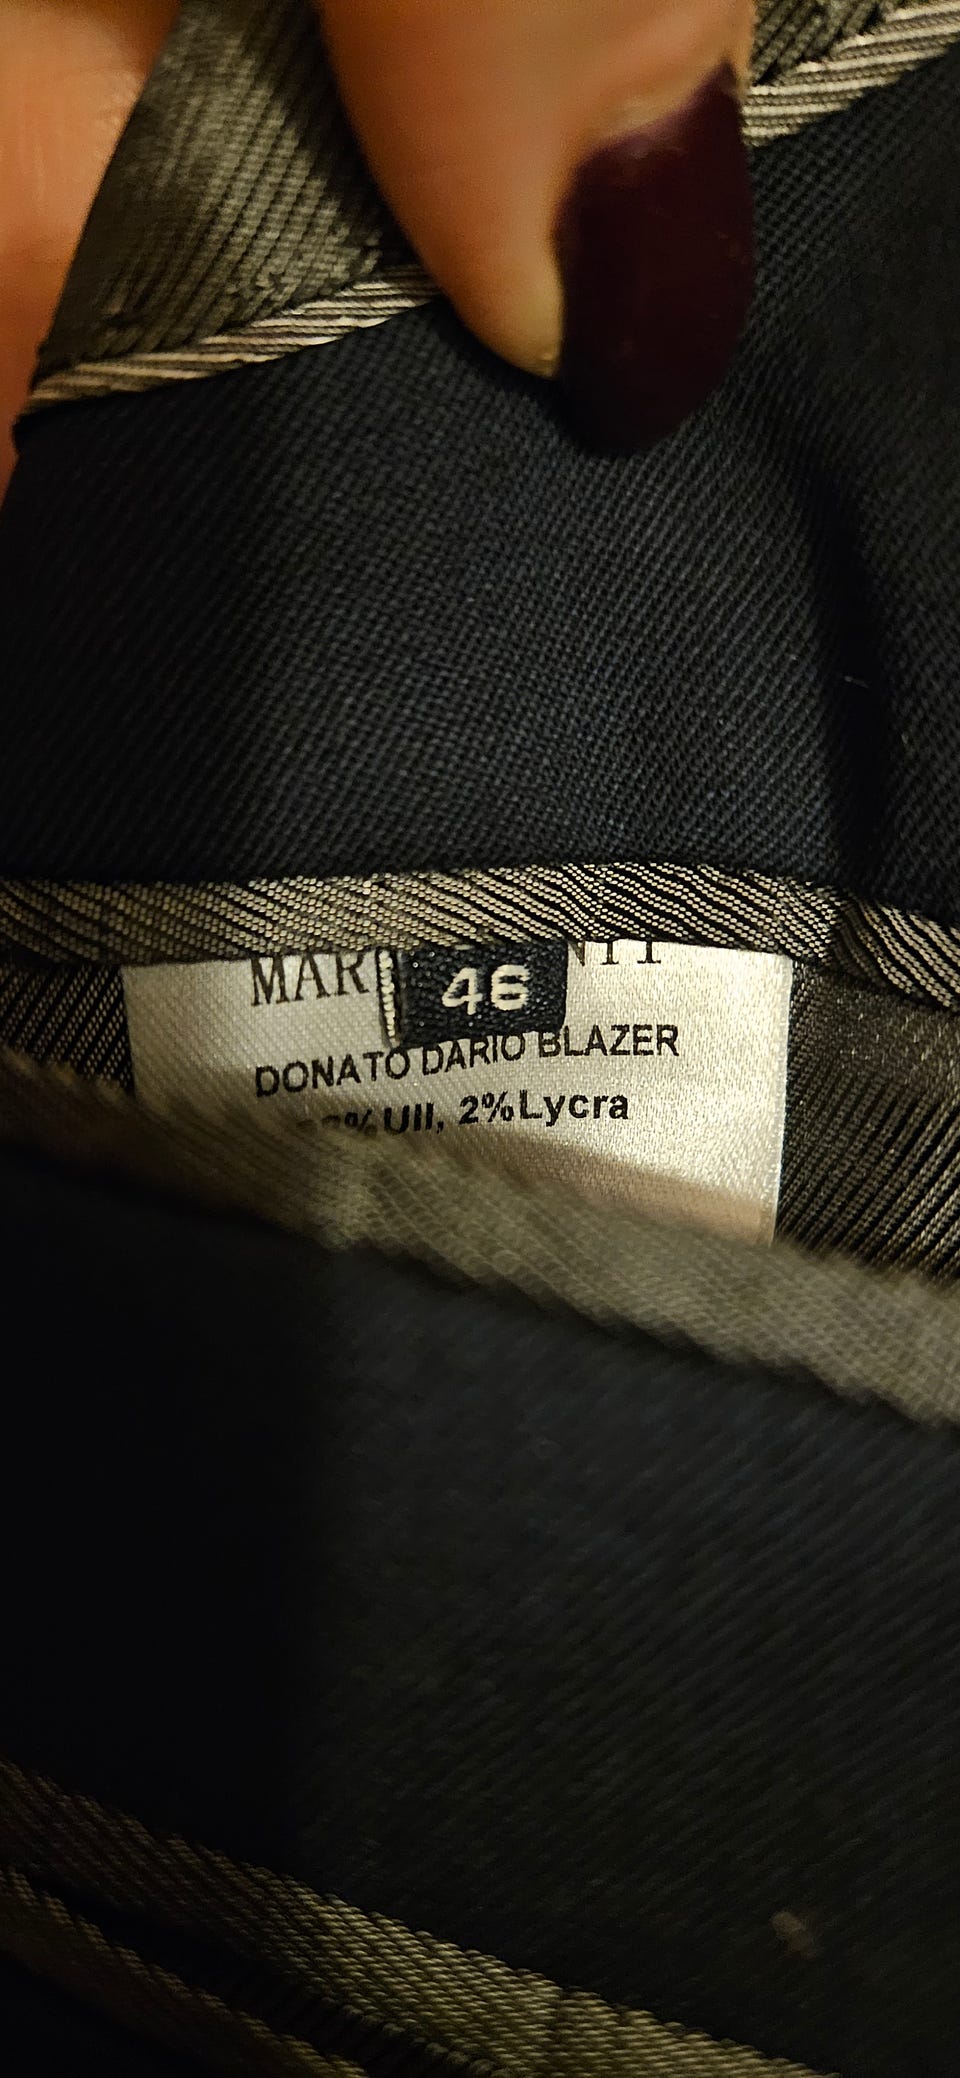 46
DONATO DARIO BLAZER
Ull, 2%Lycra